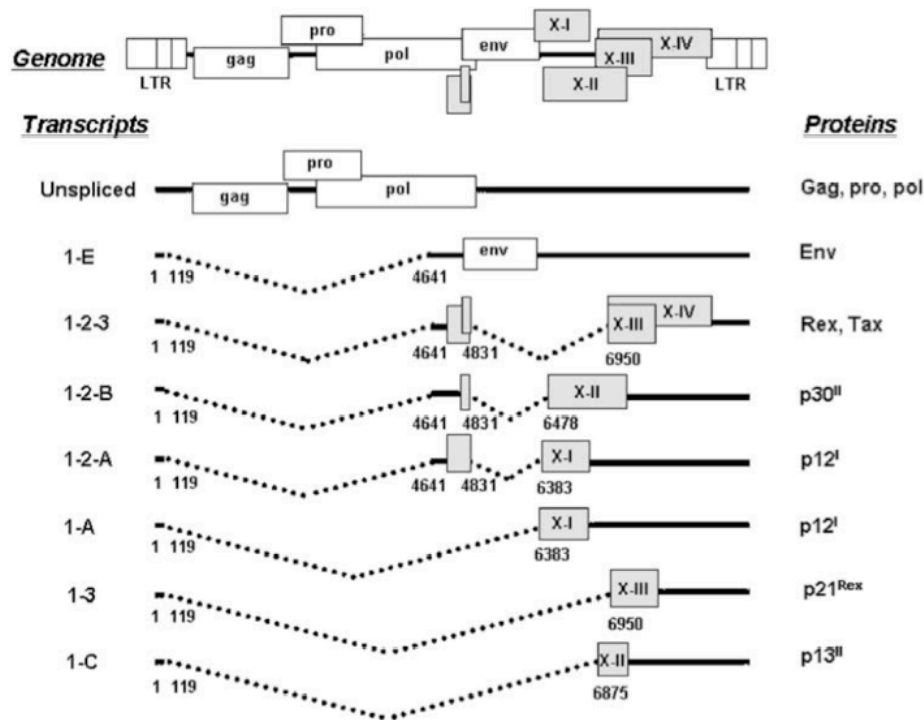 pro
env
X-I
X-IV
Genome
gag
pol
X-III
LTR
X-II
LTR
Transcripts
Proteins
Unspliced
pro
gag
pol
Gag, pro, pol
1-E
env
Env
1 119
4641
1-2-3
X-IV
X-III
Rex, Tax
1 119
4641 4831
6950
1-2-B
X-II
p30II
1 119
4641 4831
6478
1-2-A
X-I
p12I
1 119
4641 4831
6383
1-A
X-I
p12I
1 119
6383
1-3
X-III
p21Rex
1 119
6950
1-C
X-II
p13II
1 119
6875